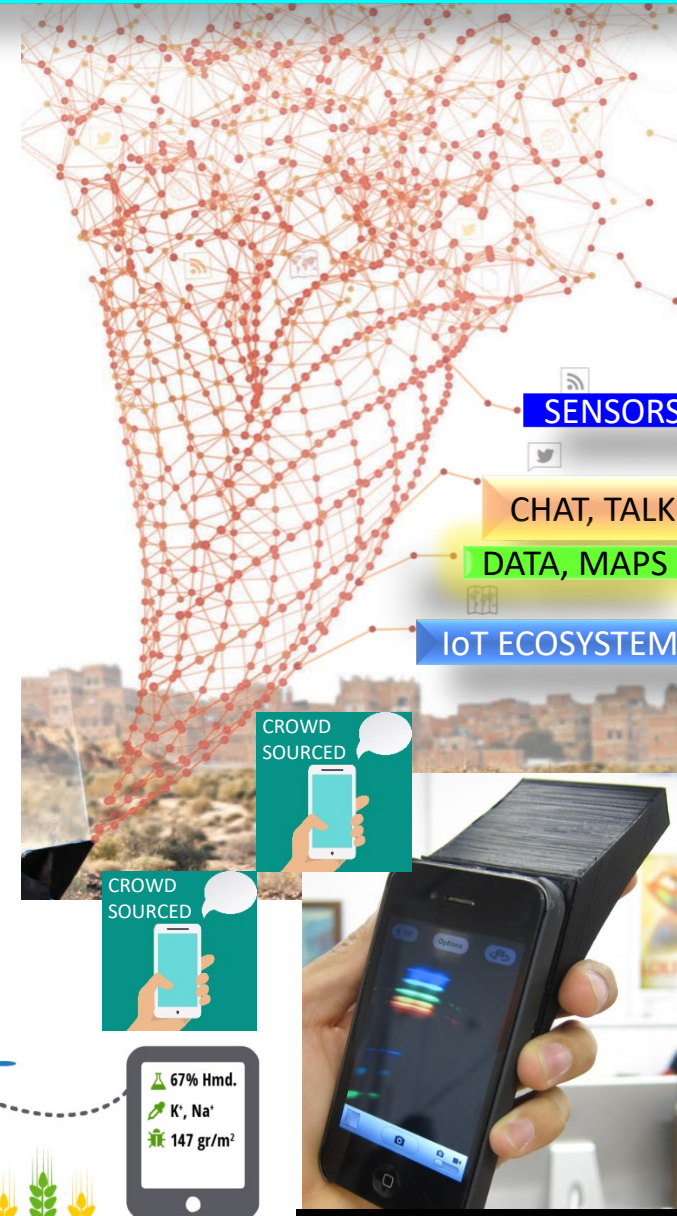 SENSORS
CHAT, TALK
DATA, MAPS
IoT ECOSYSTEM
CROWD
SOURCED
CROWD
SOURCED
Options
67% Hmd.
K⁺, Na⁺
147 gr/m²